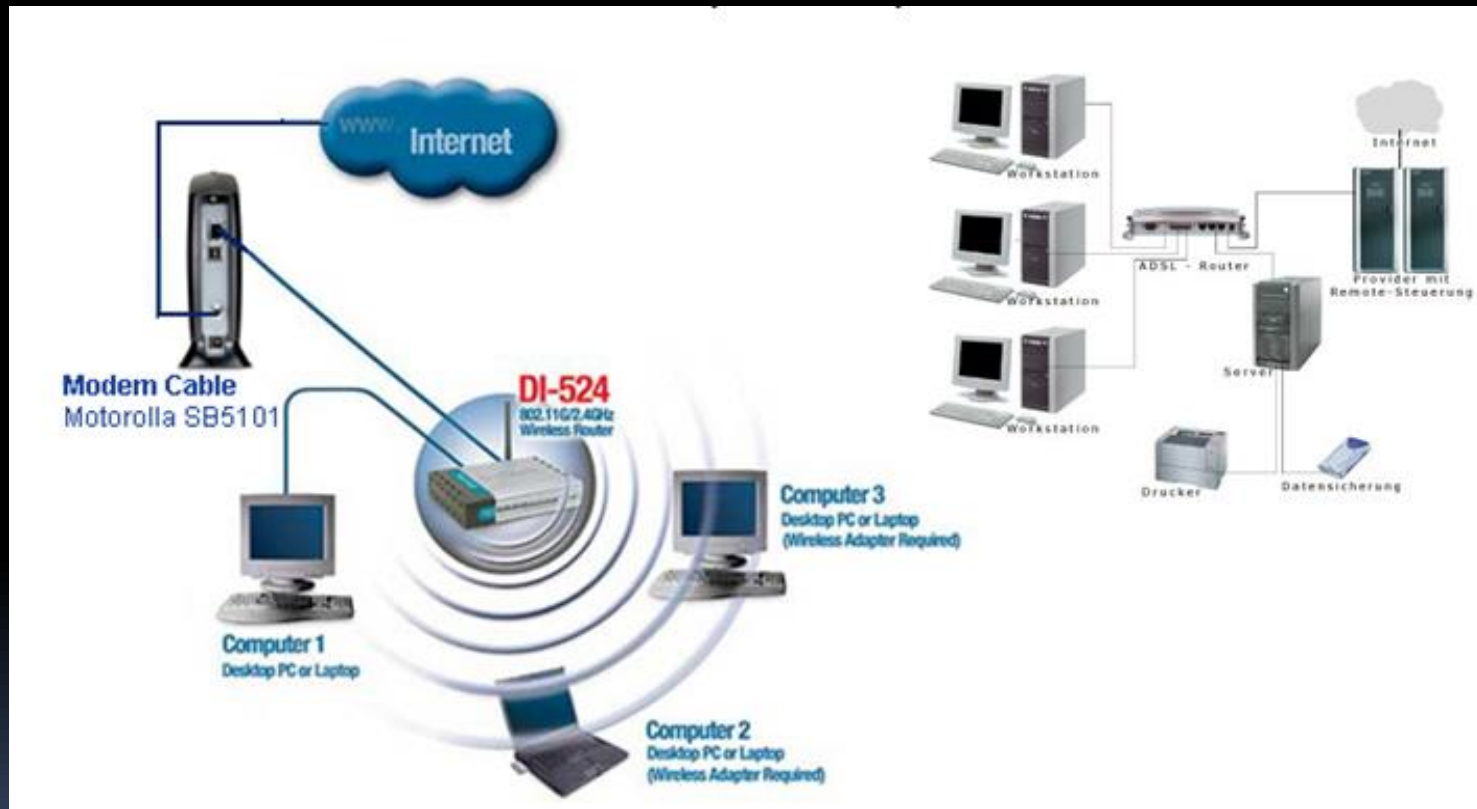 www.
Internet
Modem Cable
Motorolla SB5101
DI-524
802.11G/2.4GHz
Wireless Router
Computer 1
Desktop PC or Laptop
Computer 2
Desktop PC or Laptop
(Wireless Adapter Required)
Computer 3
Desktop PC or Laptop
(Wireless Adapter Required)
Workstation
Workstation
Workstation
ADSL - Router
Internet
Provider mit
Remote-Steuerung
Server
Drucker
Datensicherung